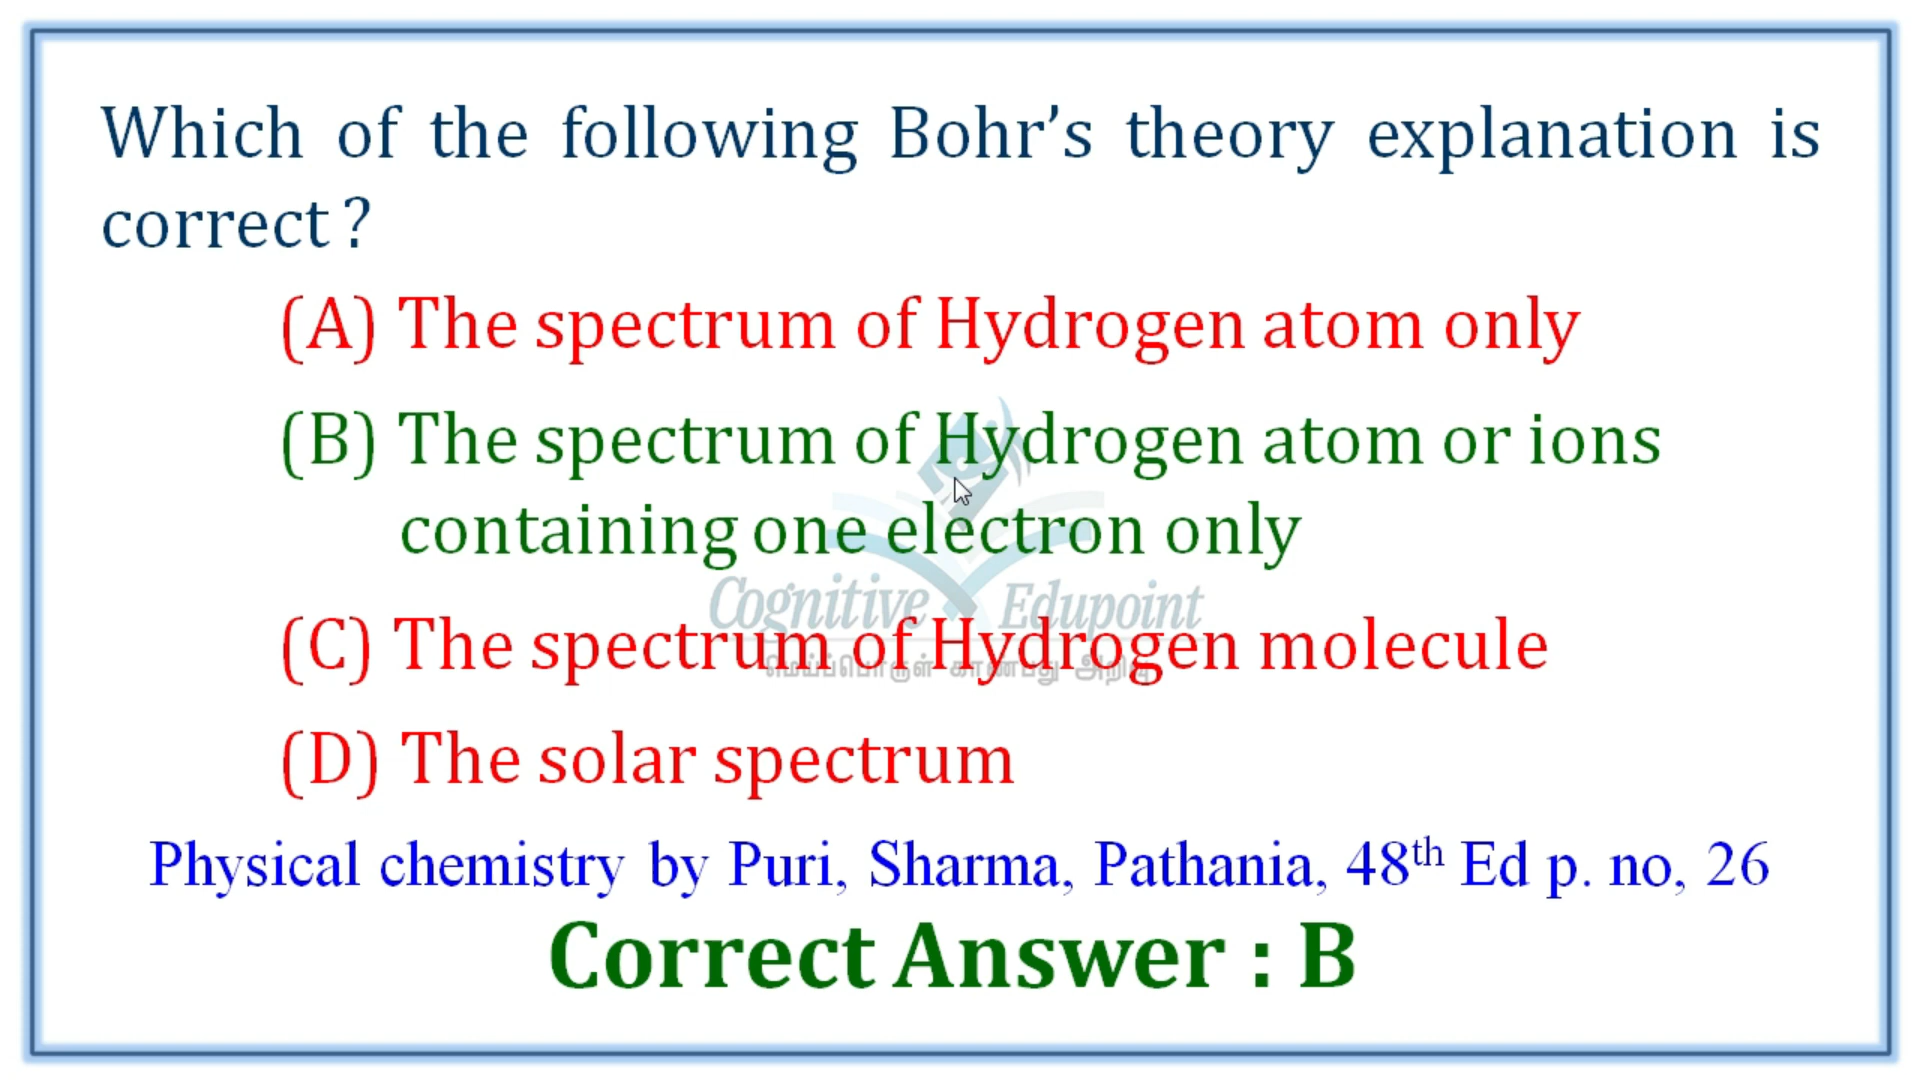 Which of the following Bohr’s theory explanation is
correct ?
(A) The spectrum of Hydrogen atom only
(B) The spectrum of Hydrogen atom or ions
containing one electron only
Cognitive Edupoint
(C) The spectrum of Hydrogen molecule
மெய்ப்பொருள் காண்பது அறிவு
(D) The solar spectrum
Physical chemistry by Puri, Sharma, Pathania, 48th Ed p. no, 26
Correct Answer : B